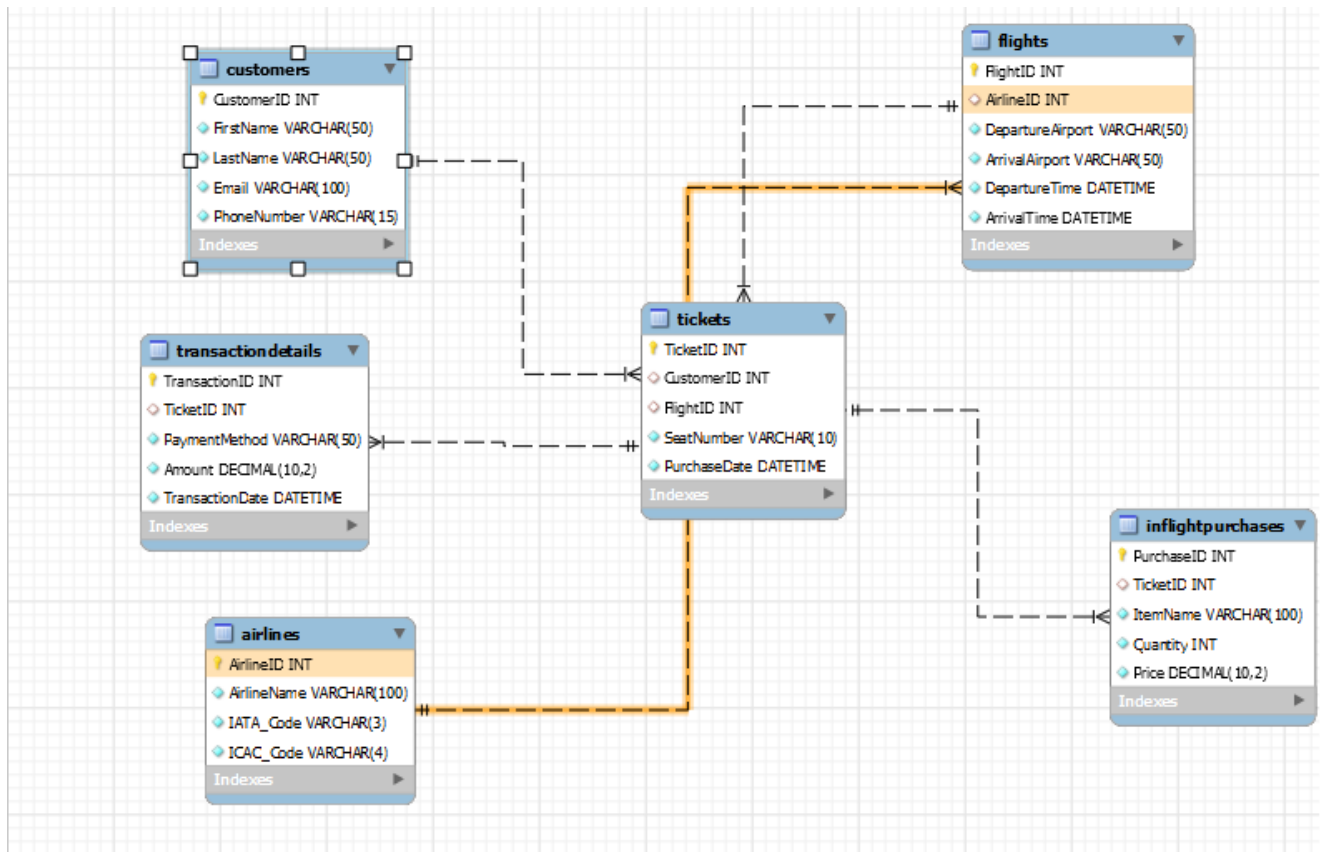 customers
CustomerID INT
FirstName VARCHAR(50)
LastName VARCHAR(50)
Email VARCHAR(100)
PhoneNumber VARCHAR(15)
Indexes
flights
FlightID INT
AirlineID INT
DepartureAirport VARCHAR(50)
ArrivalAirport VARCHAR(50)
DepartureTime DATETIME
ArrivalTime DATETIME
Indexes
tickets
TicketID INT
CustomerID INT
FlightID INT
SeatNumber VARCHAR(10)
PurchaseDate DATETIME
Indexes
transactiondetails
TransactionID INT
TicketID INT
PaymentMethod VARCHAR(50)
Amount DECIMAL(10,2)
TransactionDate DATETIME
Indexes
inflightpurchases
PurchaseID INT
TicketID INT
ItemName VARCHAR(100)
Quantity INT
Price DECIMAL(10,2)
Indexes
airlines
AirlineID INT
AirlineName VARCHAR(100)
IATA_Code VARCHAR(3)
ICAC_Code VARCHAR(4)
Indexes